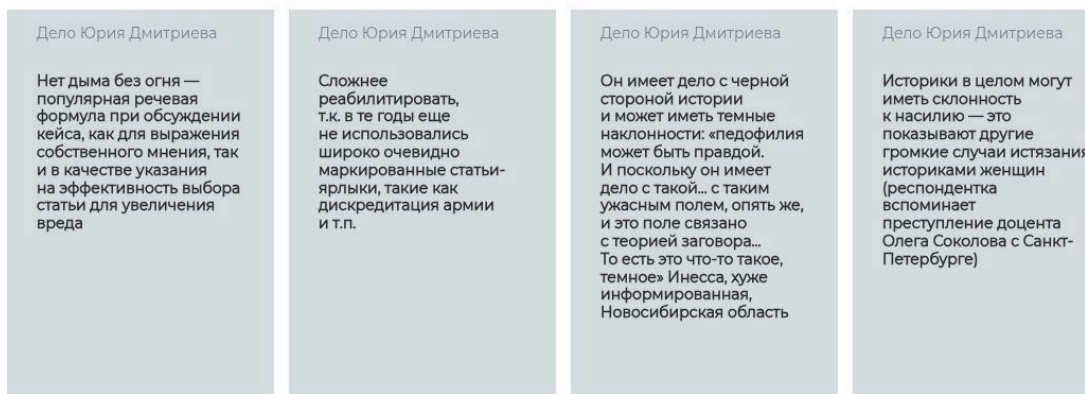 Дело Юрия Дмитриева
Нет дыма без огня —
популярная речевая
формула при обсуждении
кейса, как для выражения
собственного мнения, так
и в качестве указания
на эффективность выбора
статьи для увеличения
вреда
Дело Юрия Дмитриева
Сложнее
реабилитировать,
т.к. в те годы еще
не использовались
широко очевидно
маркированные статьи-
ярлыки, такие как
дискредитация армии
и т.п.
Дело Юрия Дмитриева
Он имеет дело с черной
стороной истории
и может иметь темные
наклонности: «педофилия
может быть правдой.
И поскольку он имеет
дело с такой... с таким
ужасным полем, опять же,
и это поле связано
с теорией заговора...
То есть это что-то такое,
темное» Инесса, хуже
информированная,
Новосибирская область
Дело Юрия Дмитриева
Историки в целом могут
иметь склонность
к насилию — это
показывают другие
громкие случаи истязания
историками женщин
(респондентка
вспоминает
преступление доцента
Олега Соколова с Санкт-
Петербурге)